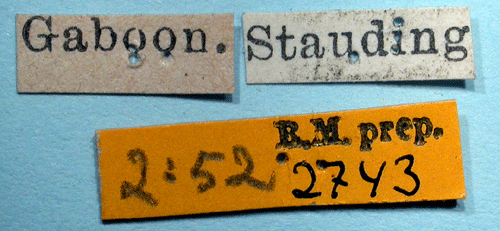 Gaboon.
Stauding
R.M. prep.
2:52 2743